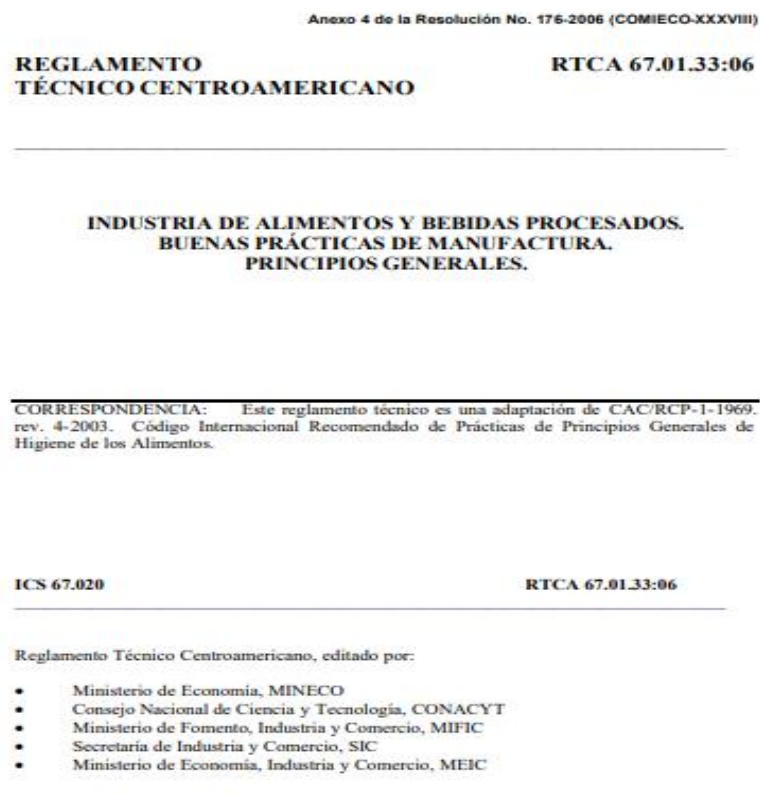 Anexo 4 de la Resolución No. 176-2006 (COMIECO-XXXVIII)
REGLAMENTO RTCA 67.01.33:06
TÉCNICO CENTROAMERICANO
INDUSTRIA DE ALIMENTOS Y BEBIDAS PROCESADOS.
BUENAS PRÁCTICAS DE MANUFACTURA.
PRINCIPIOS GENERALES.
CORRESPONDENCIA: Este reglamento técnico es una adaptación de CAC/RCP-1-1969.
rev. 4-2003. Código Internacional Recomendado de Prácticas de Principios Generales de
Higiene de los Alimentos.
ICS 67.020 RTCA 67.01.33:06
Reglamento Técnico Centroamericano, editado por:
• Ministerio de Economía, MINECO
• Consejo Nacional de Ciencia y Tecnología, CONACYT
• Ministerio de Fomento, Industria y Comercio, MIFIC
• Secretaría de Industria y Comercio, SIC
• Ministerio de Economía, Industria y Comercio, MEIC